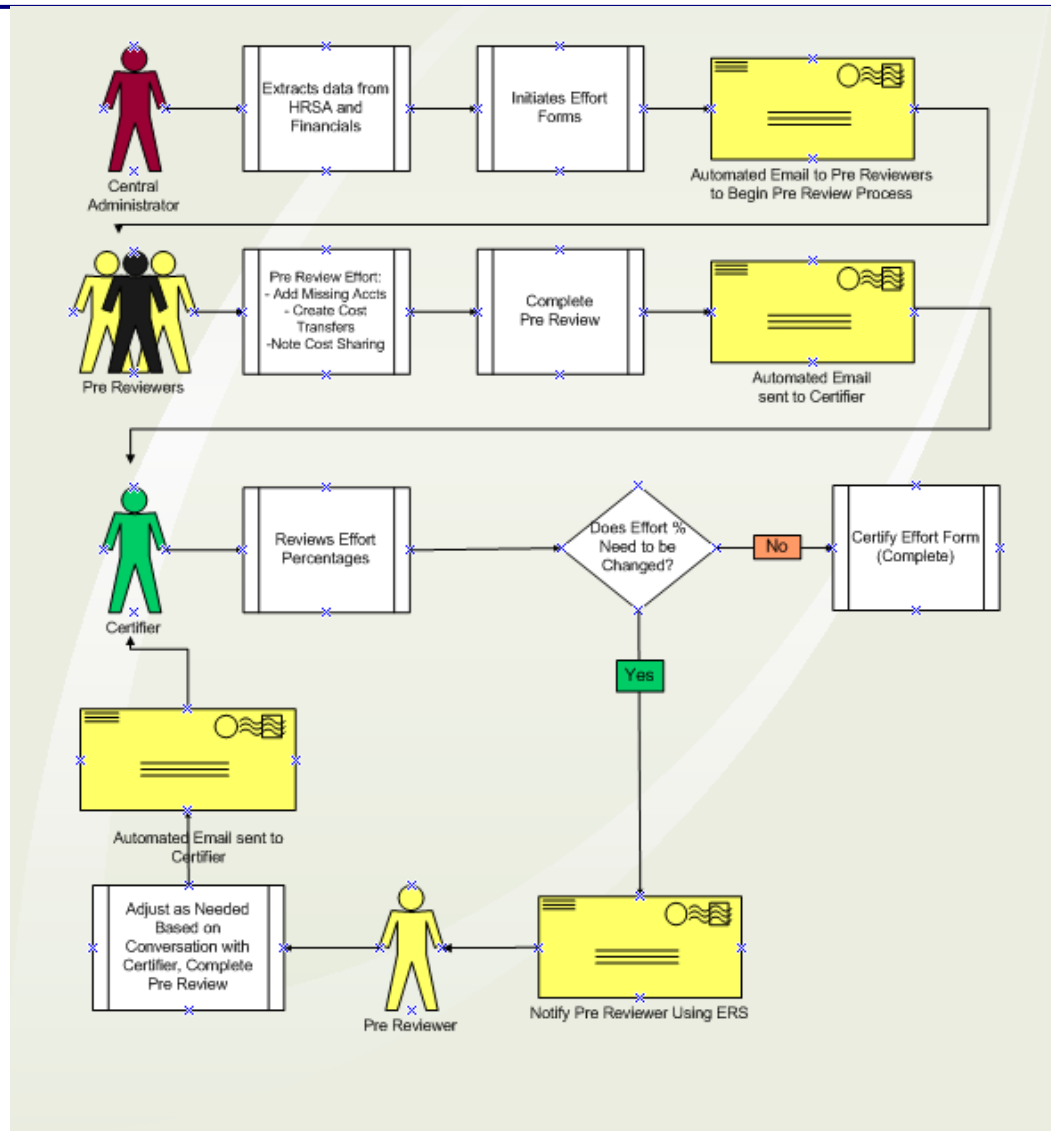 Extracts data from
HRSA and
Financials
Initiates Effort
Forms
Central
Administrator
Automated Email to Pre Reviewers
to Begin Pre Review Process
Pre Review Effort:
- Add Missing Accts
- Create Cost
Transfers
-Note Cost Sharing
Complete
Pre Review
Pre Reviewers
Automated Email
sent to Certifier
Reviews Effort
Percentages
Does Effort %
Need to be
Changed?
No
Certify Effort Form
(Complete)
Certifier
Yes
Automated Email sent to
Certifier
Adjust as Needed
Based on
Conversation with
Certifier, Complete
Pre Review
Pre Reviewer
Notify Pre Reviewer Using ERS